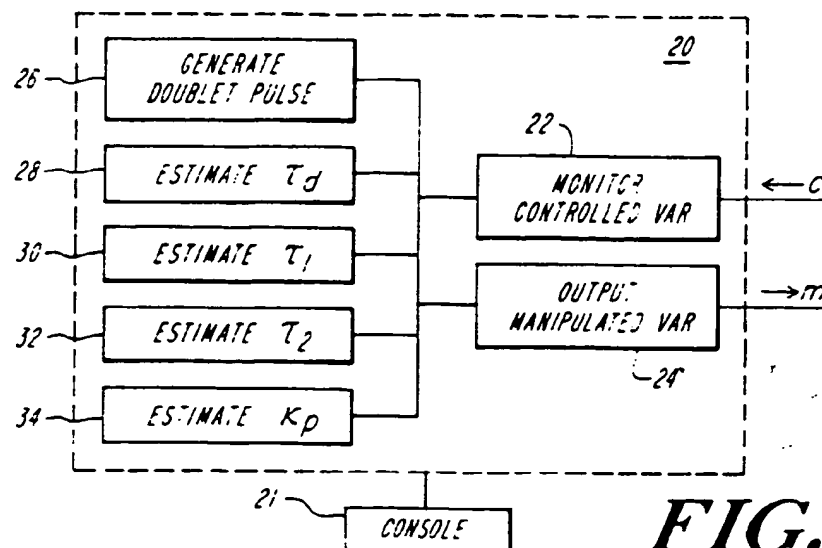 20
26
GENERATE
DOUBLET PULSE
22
28
ESTIMATE τd
MONITOR
CONTROLLED VAR
← C
30
ESTIMATE τ1
OUTPUT
MANIPULATED VAR
→ m
32
ESTIMATE τ2
24
34
ESTIMATE Kp
21
CONSOLE
FIG.